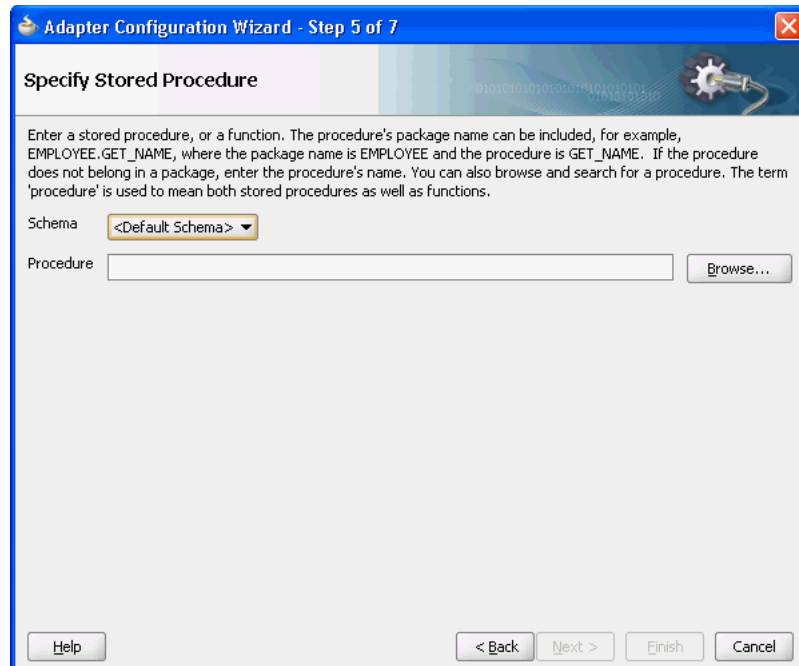 Adapter Configuration Wizard - Step 5 of 7
Specify Stored Procedure
Enter a stored procedure, or a function. The procedure's package name can be included, for example,
EMPLOYEE.GET_NAME, where the package name is EMPLOYEE and the procedure is GET_NAME. If the procedure
does not belong in a package, enter the procedure's name. You can also browse and search for a procedure. The term
'procedure' is used to mean both stored procedures as well as functions.
Schema <Default Schema>
Procedure Browse...
Help < Back Next > Finish Cancel